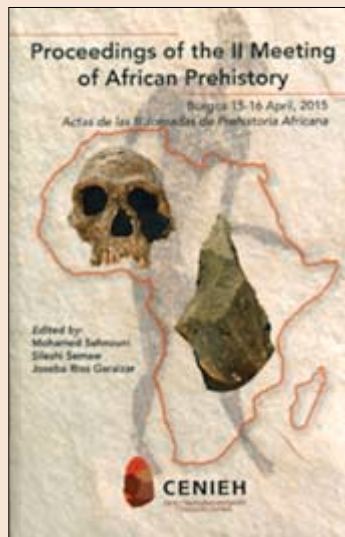 Proceedings of the II Meeting
of African Prehistory
Burgos 15-16 April, 2015
Actas de las II Jornadas de Prehistoria Africana
Edited by:
Mohamed Sahnouni
Sileshi Semaw
Joseba Rios Garaizar
CENIEH